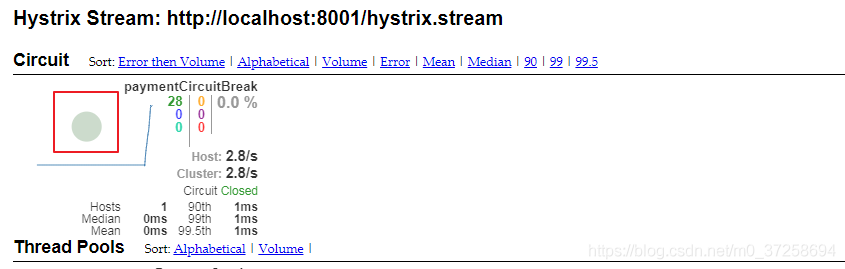 Hystrix Stream: http://localhost:8001/hystrix.stream
Circuit Sort: Error then Volume | Alphabetical | Volume | Error | Mean | Median | 90 | 99 | 99.5
paymentCircuitBreak
28 0 0.0 %
0 0
0 0
Host: 2.8/s
Cluster: 2.8/s
Circuit Closed
Hosts 1 90th 1ms
Median 0ms 99th 1ms
Mean 0ms 99.5th 1ms
Thread Pools Sort: Alphabetical | Volume |
https://blog.csdn.net/m0_37258694